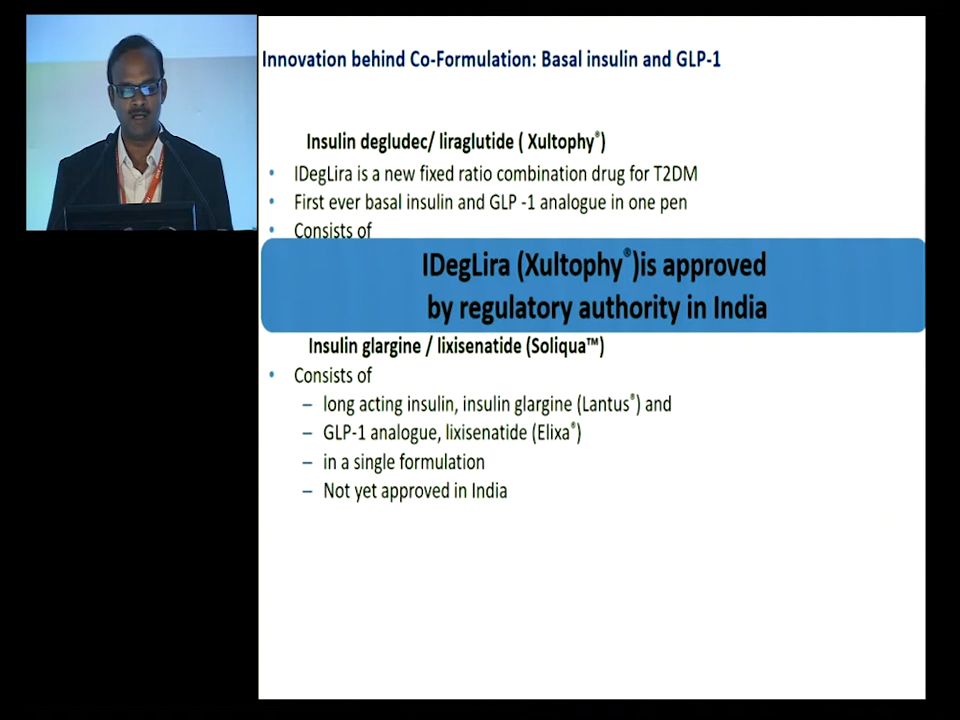 Innovation behind Co-Formulation: Basal insulin and GLP-1
Insulin degludec/ liraglutide ( Xultophy®)
• IDegLira is a new fixed ratio combination drug for T2DM
• First ever basal insulin and GLP -1 analogue in one pen
• Consists of
IDegLira (Xultophy®)is approved
by regulatory authority in India
Insulin glargine / lixisenatide (Soliqua™)
• Consists of
– long acting insulin, insulin glargine (Lantus®) and
– GLP-1 analogue, lixisenatide (Elixa®)
– in a single formulation
– Not yet approved in India